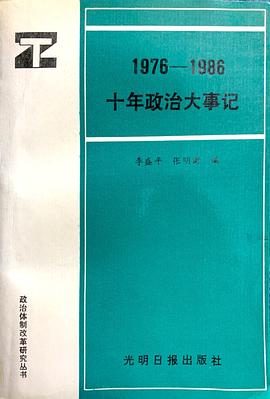 1976—1986
十年政治大事记
李盛平 张明澍 编
政治体制改革研究丛书
光明日报出版社